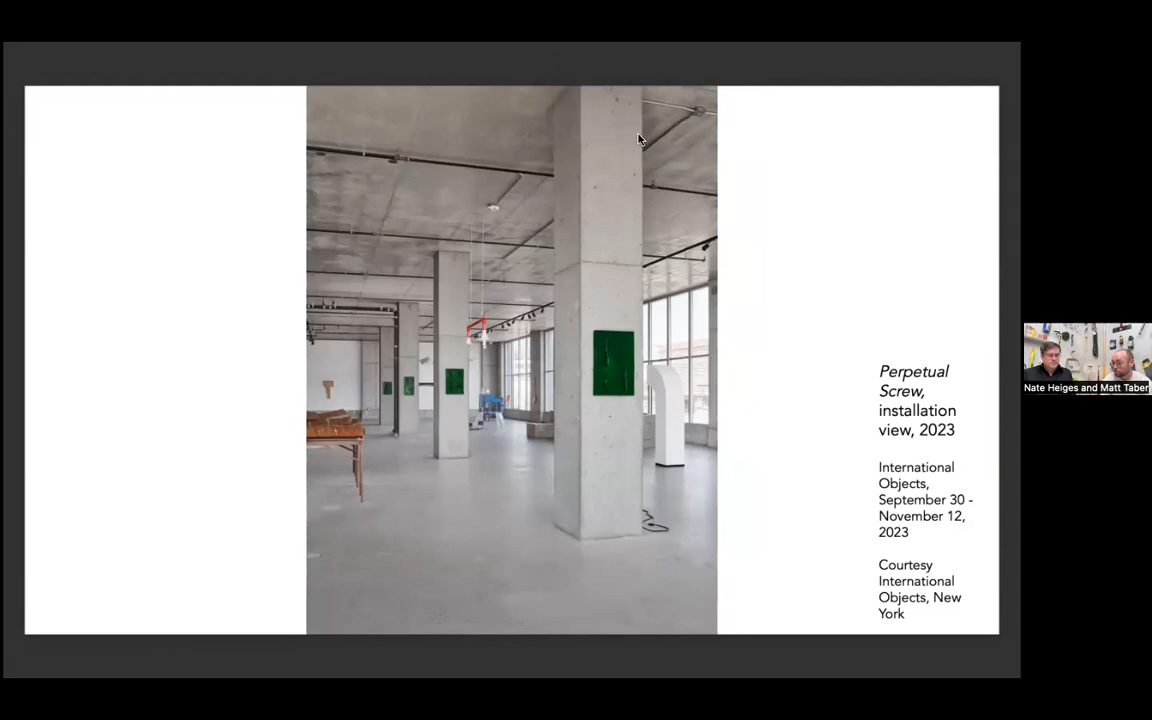 Perpetual
Screw,
installation
view, 2023
International
Objects,
September 30 -
November 12,
2023
Courtesy
International
Objects, New
York
Nate Heiges and Matt Taber